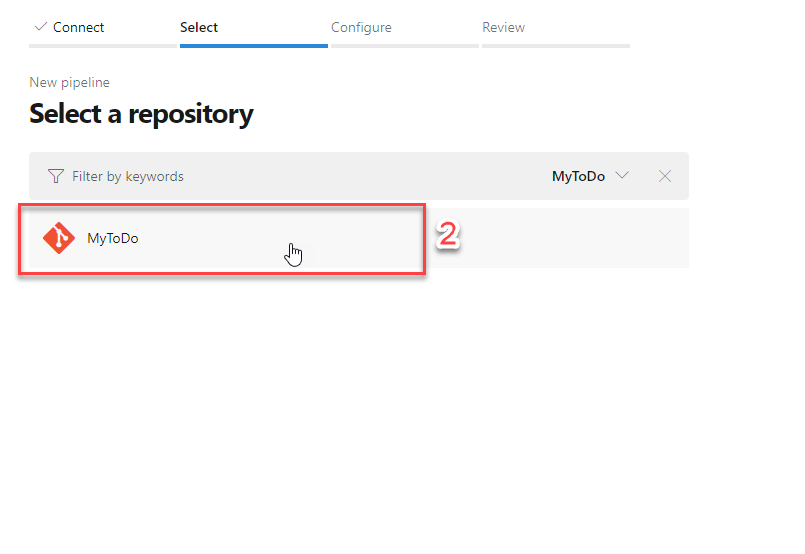 Connect Select Configure Review
New pipeline
Select a repository
Filter by keywords MyToDo
MyToDo 2